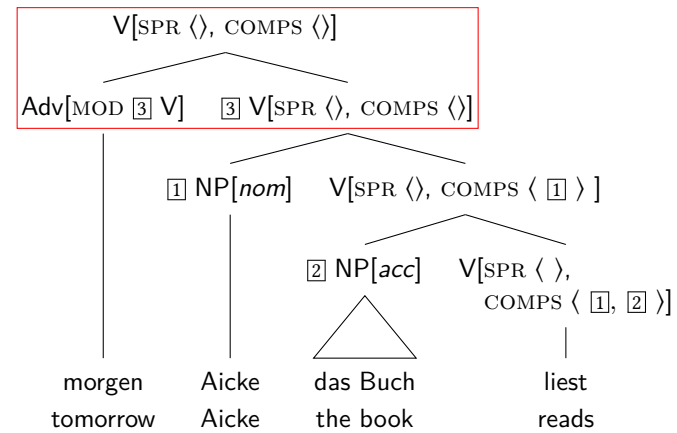 V[SPR ⟨⟩, COMPS ⟨⟩]
Adv[MOD 3 V] 3 V[SPR ⟨⟩, COMPS ⟨⟩]
1 NP[nom] V[SPR ⟨⟩, COMPS ⟨ 1 ⟩ ]
2 NP[acc] V[SPR ⟨ ⟩,
COMPS ⟨ 1, 2 ⟩]
morgen Aicke das Buch liest
tomorrow Aicke the book reads